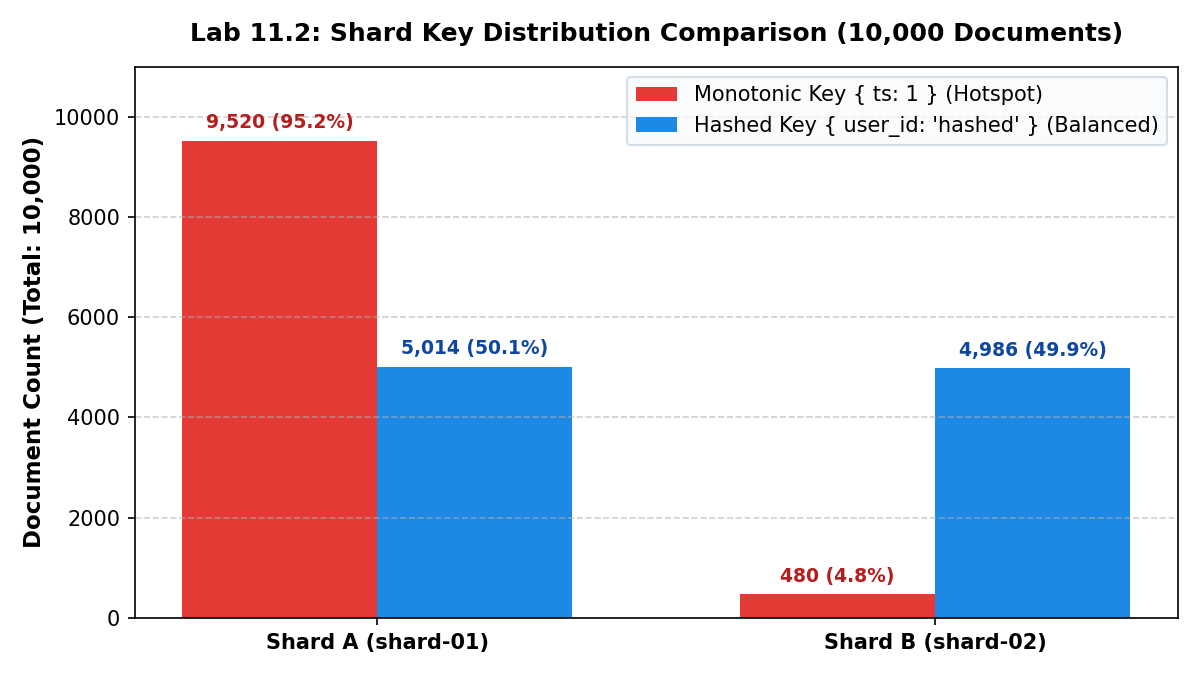 Lab 11.2: Shard Key Distribution Comparison (10,000 Documents)
Monotonic Key { ts: 1 } (Hotspot)
Hashed Key { user_id: 'hashed' } (Balanced)
Document Count (Total: 10,000)
10000
8000
6000
4000
2000
0
9,520 (95.2%)
5,014 (50.1%)
480 (4.8%)
4,986 (49.9%)
Shard A (shard-01)
Shard B (shard-02)